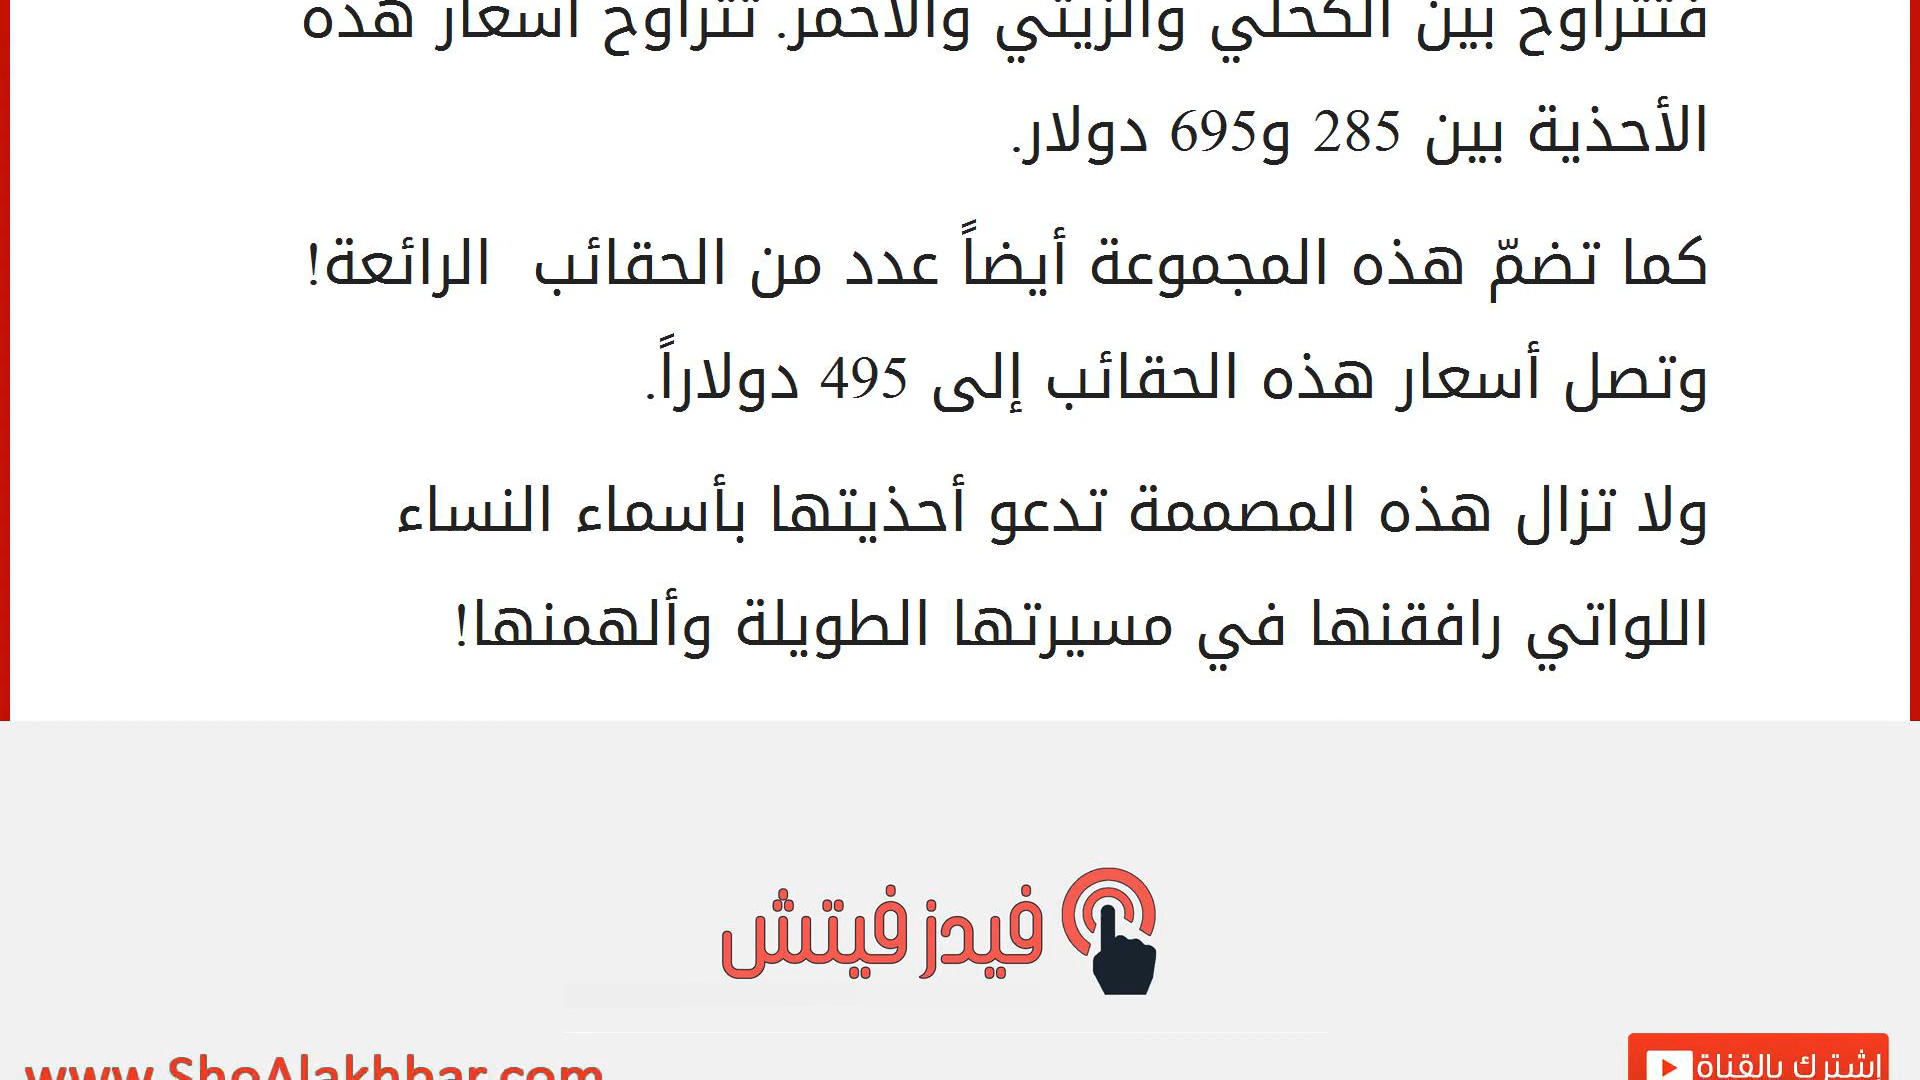 فتتراوح بين الكحلي والزيتي والأحمر. تتراوح أسعار هذه
الأحذية بين 285 و695 دولار.
كما تضمّ هذه المجموعة أيضاً عدد من الحقائب الرائعة!
وتصل أسعار هذه الحقائب إلى 495 دولاراً.
ولا تزال هذه المصممة تدعو أحذيتها بأسماء النساء
اللواتي رافقنها في مسيرتها الطويلة وألهمنها!
فيدز فيتش
www.ShoAlakhbar.com
إشترك بالقناة